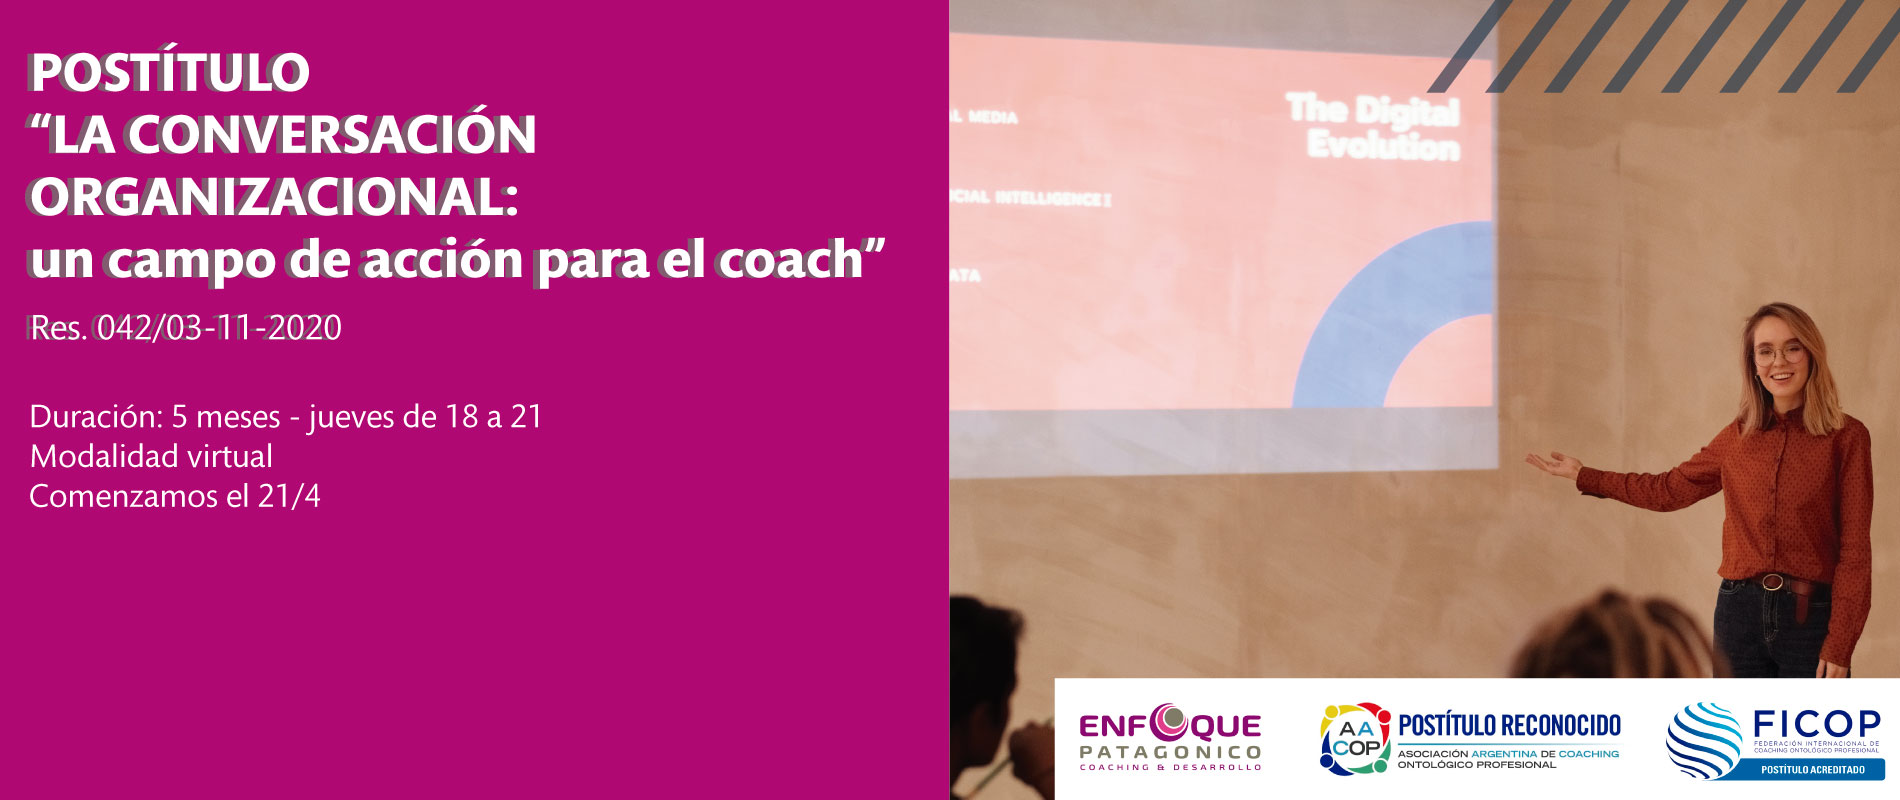 POSTÍTULO
“LA CONVERSACIÓN
ORGANIZACIONAL:
un campo de acción para el coach”
Res. 042/03-11-2020
Duración: 5 meses - jueves de 18 a 21
Modalidad virtual
Comenzamos el 21/4
MEDIA
The Digital
Evolution
INTELLIGENCE
ENFOQUE
PATAGONICO
COACHING & DESARROLLO
AA
COP
POSTÍTULO RECONOCIDO
ASOCIACIÓN ARGENTINA DE COACHING
ONTOLÓGICO PROFESIONAL
FICOP
FEDERACIÓN INTERNACIONAL DE
COACHING ONTOLÓGICO PROFESIONAL
POSTÍTULO ACREDITADO